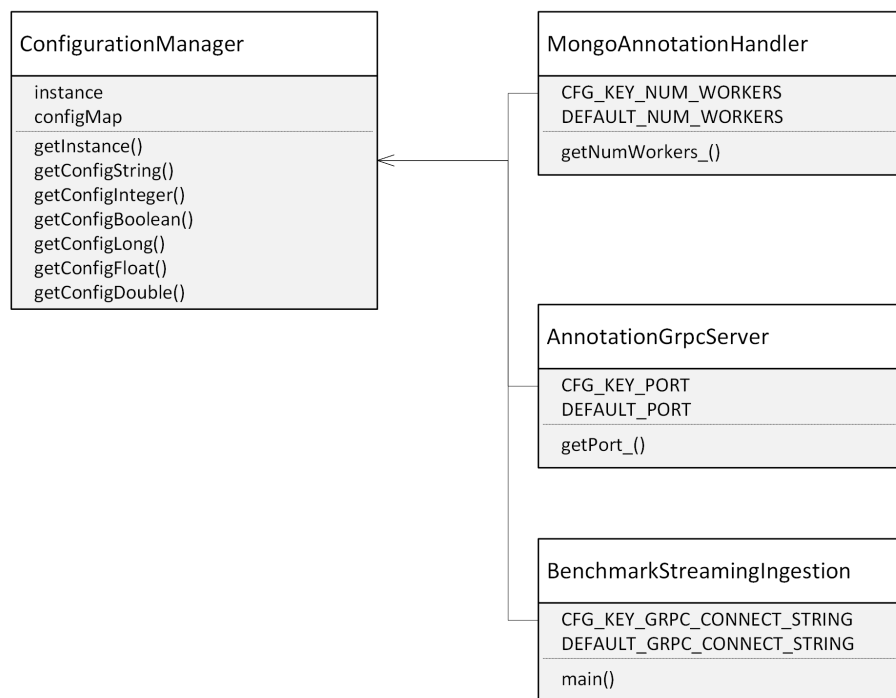 ConfigurationManager
instance
configMap
getInstance()
getConfigString()
getConfigInteger()
getConfigBoolean()
getConfigLong()
getConfigFloat()
getConfigDouble()
MongoAnnotationHandler
CFG_KEY_NUM_WORKERS
DEFAULT_NUM_WORKERS
getNumWorkers_()
AnnotationGrpcServer
CFG_KEY_PORT
DEFAULT_PORT
getPort_()
BenchmarkStreamingIngestion
CFG_KEY_GRPC_CONNECT_STRING
DEFAULT_GRPC_CONNECT_STRING
main()